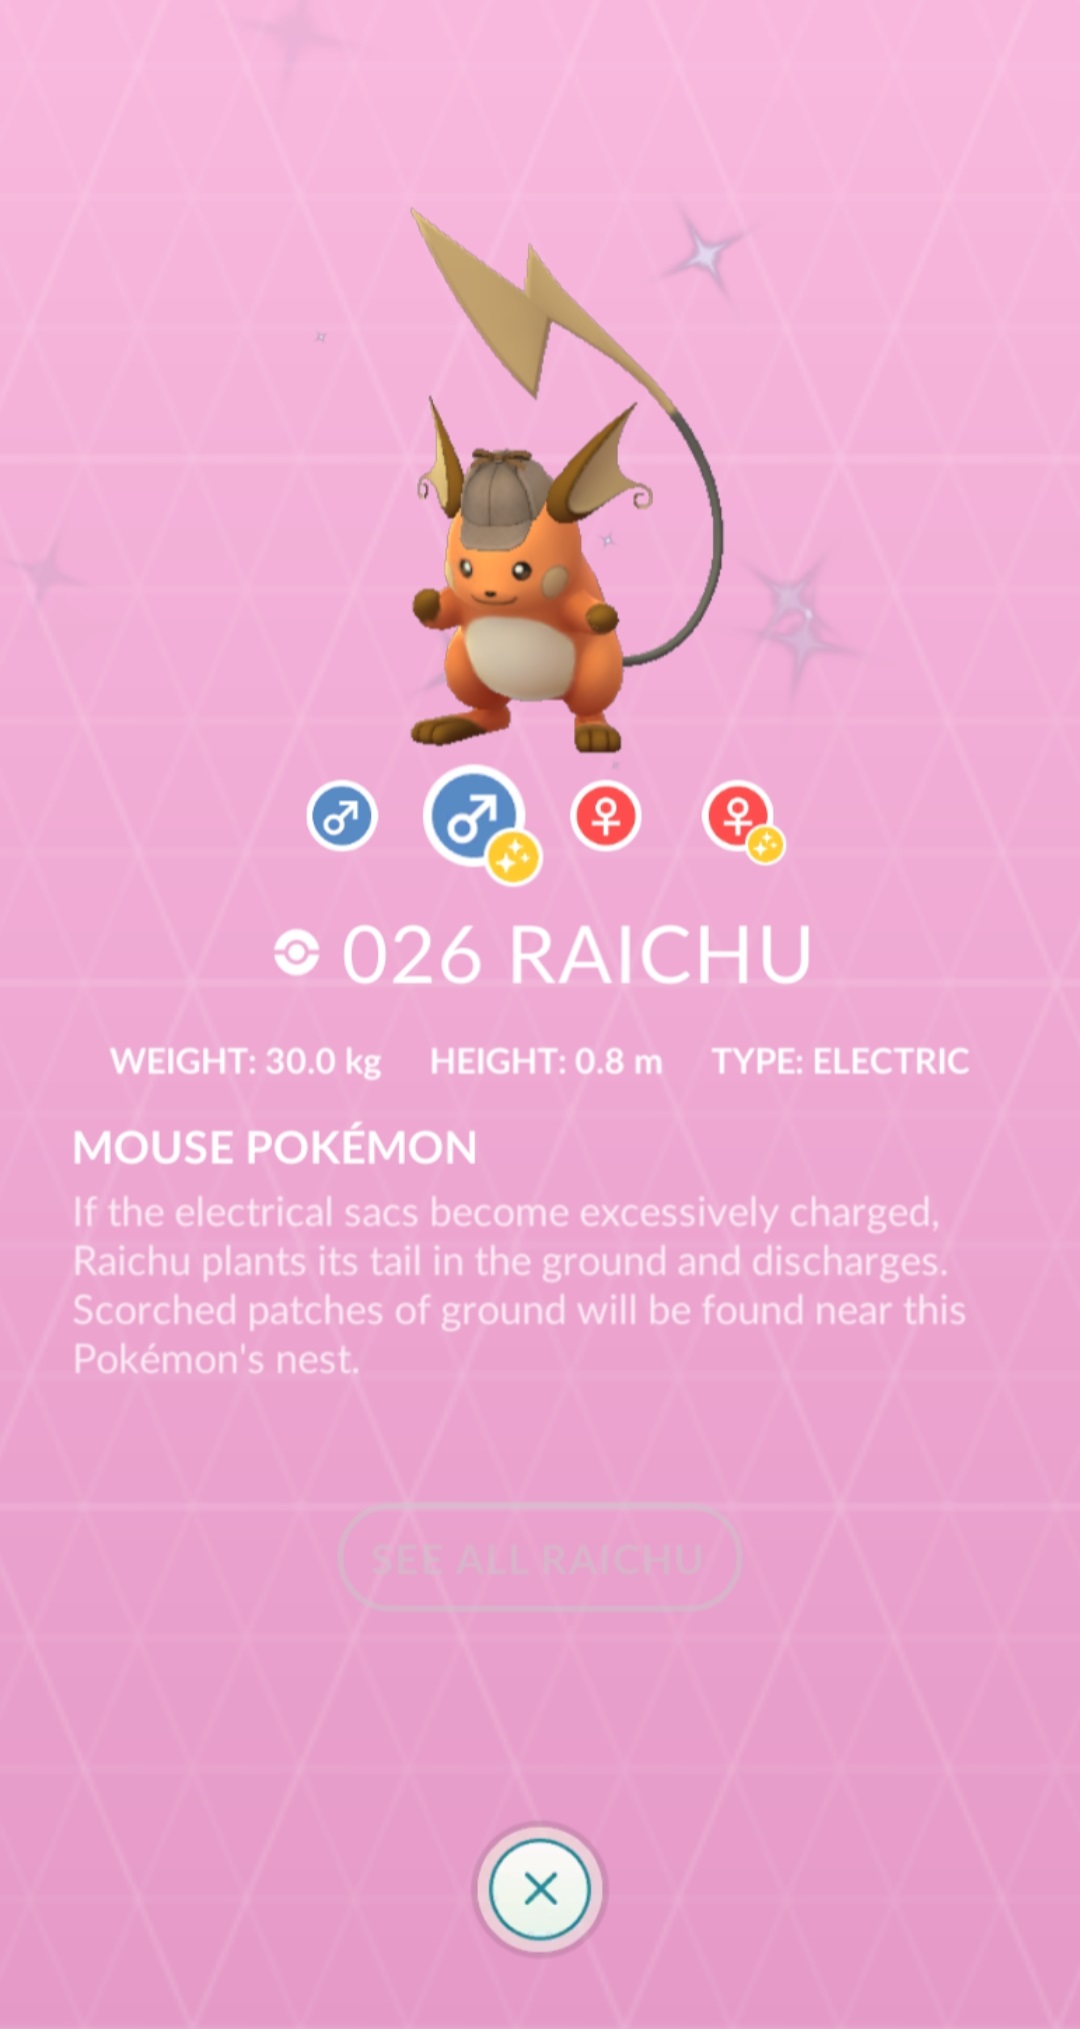 026 RAICHU
WEIGHT: 30.0 kg HEIGHT: 0.8 m TYPE: ELECTRIC
MOUSE POKÉMON
If the electrical sacs become excessively charged,
Raichu plants its tail in the ground and discharges.
Scorched patches of ground will be found near this
Pokémon's nest.
SEE ALL RAICHU